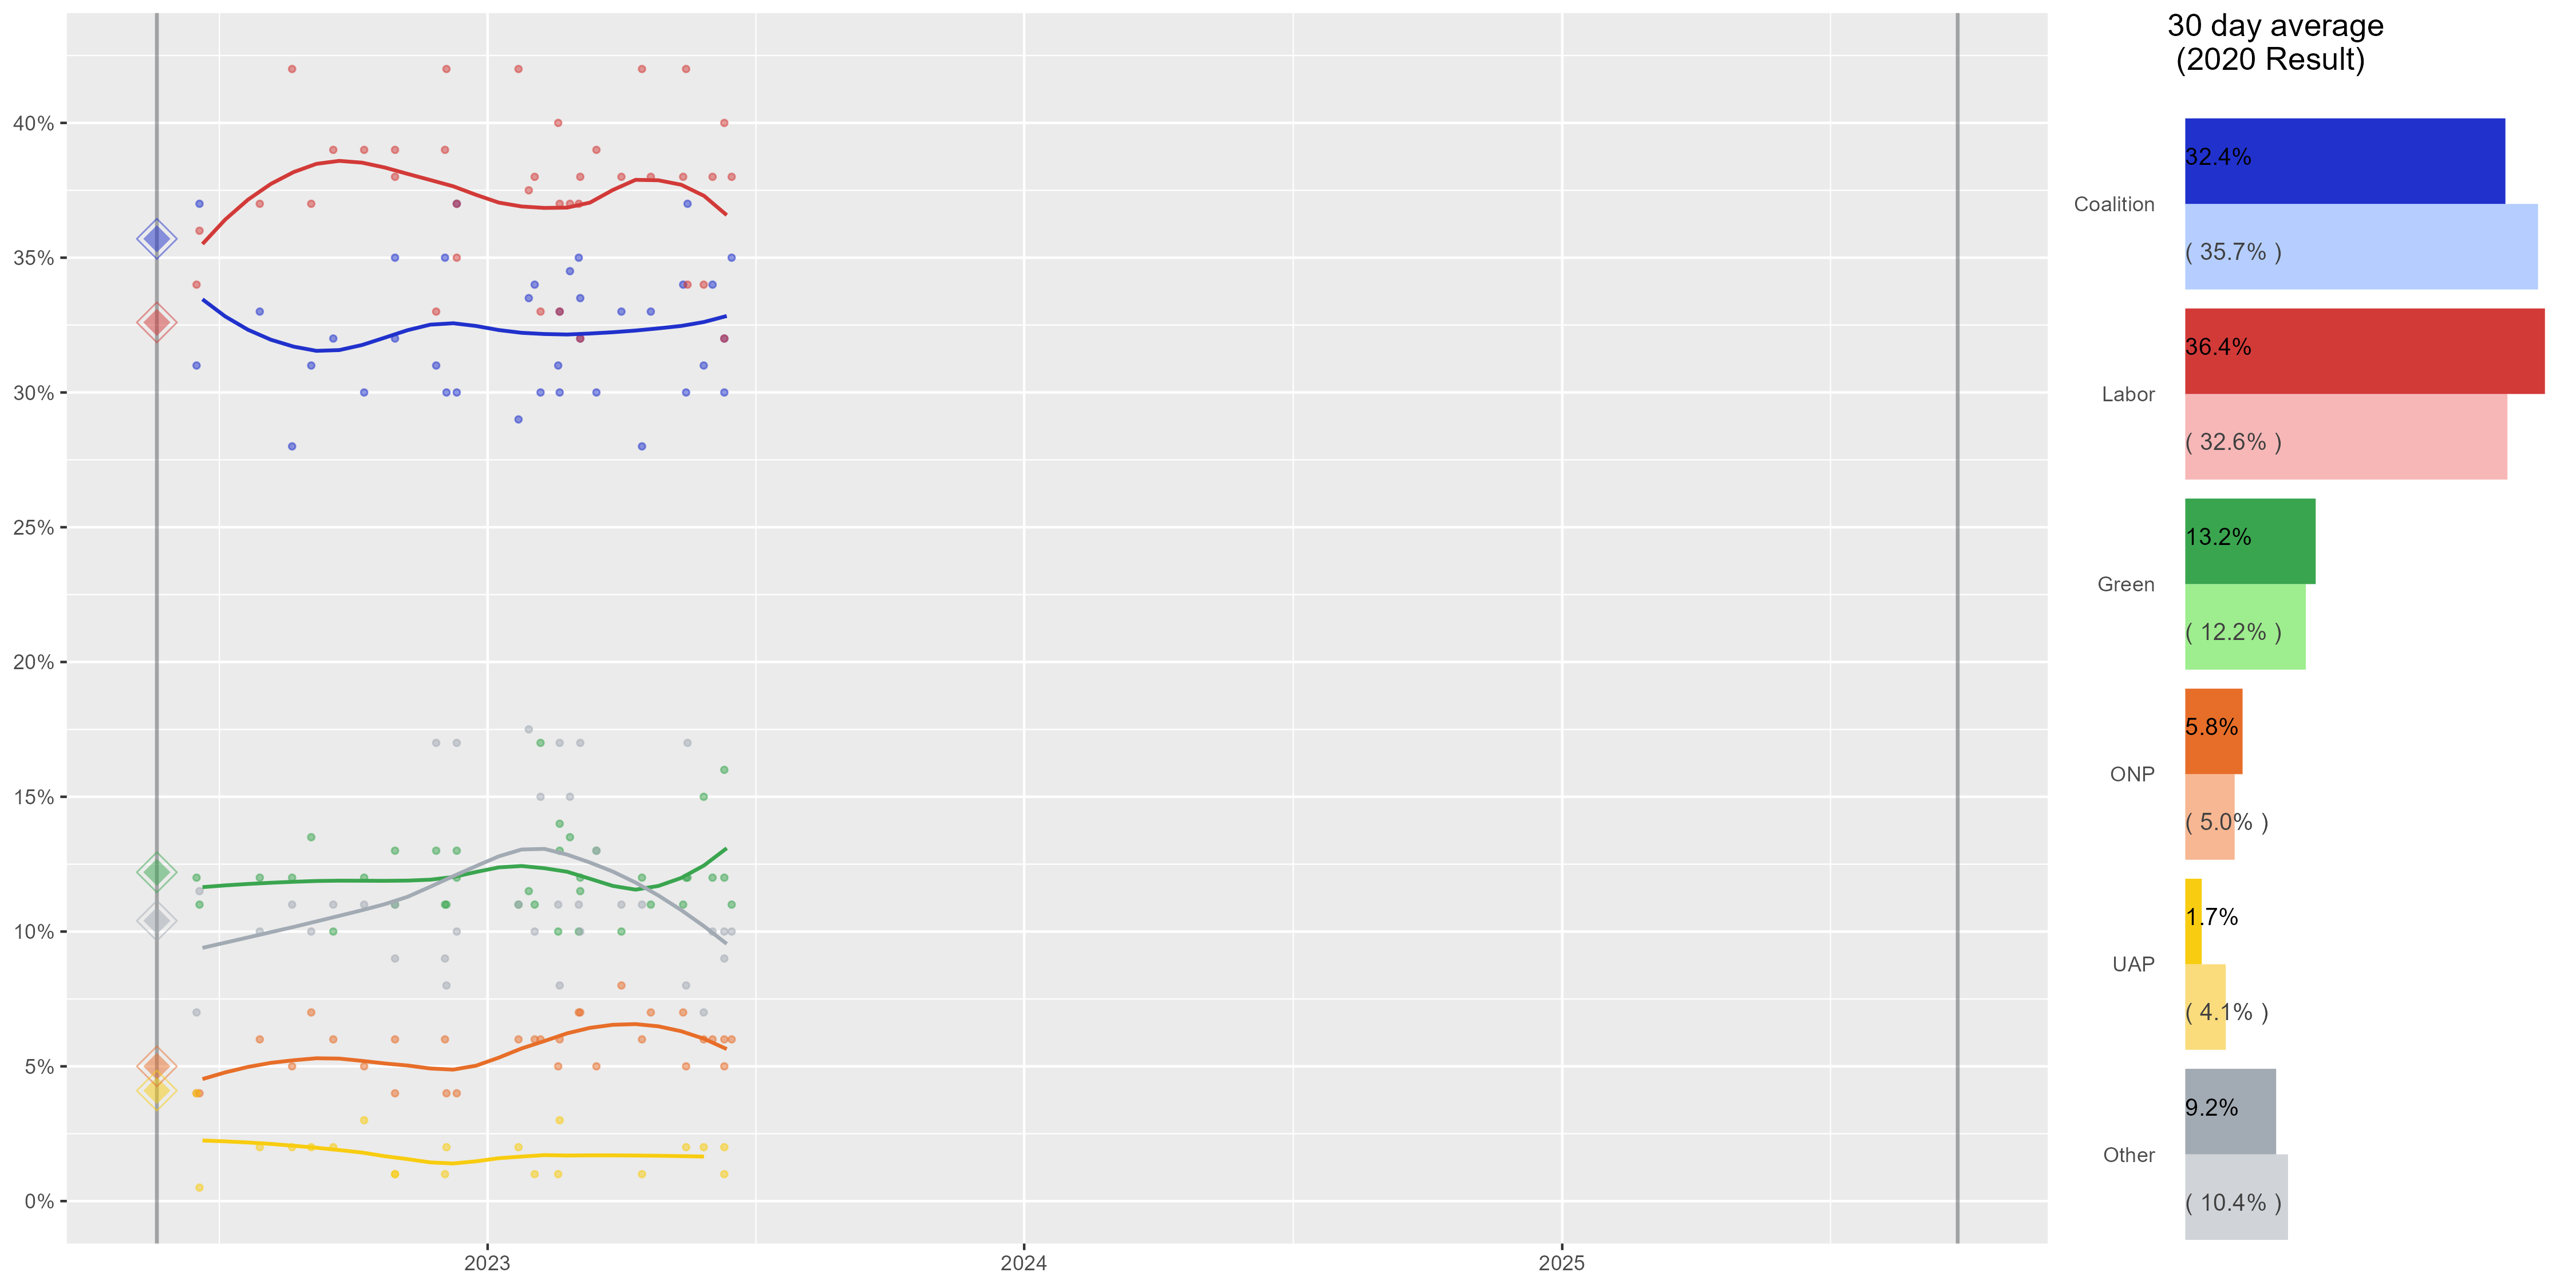 40%
35%
30%
25%
20%
15%
10%
5%
0%
2023
2024
2025
30 day average
(2020 Result)
Coalition
32.4%
( 35.7% )
Labor
36.4%
( 32.6% )
Green
13.2%
( 12.2% )
ONP
5.8%
( 5.0% )
UAP
1.7%
( 4.1% )
Other
9.2%
( 10.4% )